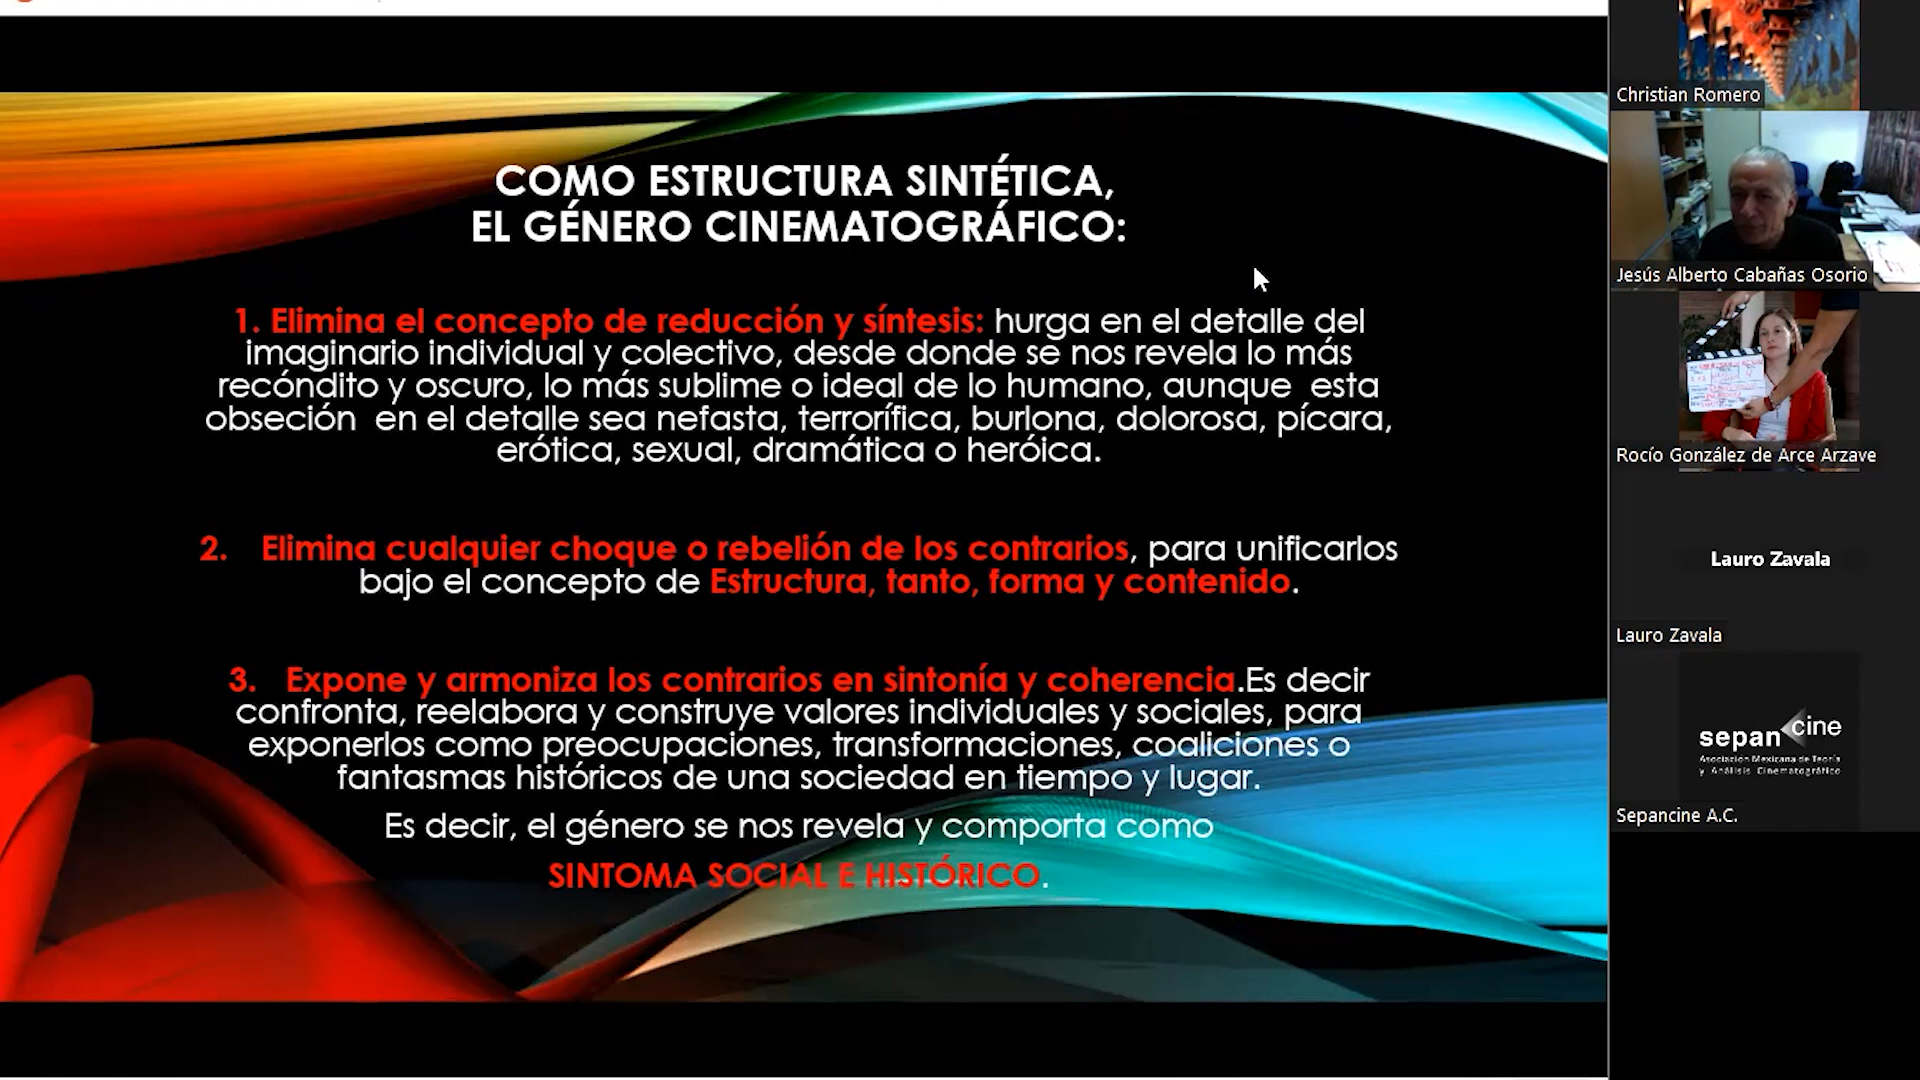 COMO ESTRUCTURA SINTÉTICA,
EL GÉNERO CINEMATOGRÁFICO:
1. Elimina el concepto de reducción y síntesis: hurga en el detalle del
imaginario individual y colectivo, desde donde se nos revela lo más
recóndito y oscuro, lo más sublime o ideal de lo humano, aunque esta
obseción en el detalle sea nefasta, terrorífica, burlona, dolorosa, pícara,
erótica, sexual, dramática o heróica.
2. Elimina cualquier choque o rebelión de los contrarios, para unificarlos
bajo el concepto de Estructura, tanto, forma y contenido.
3. Expone y armoniza los contrarios en sintonía y coherencia.Es decir
confronta, reelabora y construye valores individuales y sociales, para
exponerlos como preocupaciones, transformaciones, coaliciones o
fantasmas históricos de una sociedad en tiempo y lugar.
Es decir, el género se nos revela y comporta como
SINTOMA SOCIAL E HISTÓRICO.
Christian Romero
Jesús Alberto Cabañas Osorio
Rocío González de Arce Arzave
Lauro Zavala
Lauro Zavala
sepancine
Asociación Mexicana de Teoría
y Análisis Cinematográfico
Sepancine A.C.